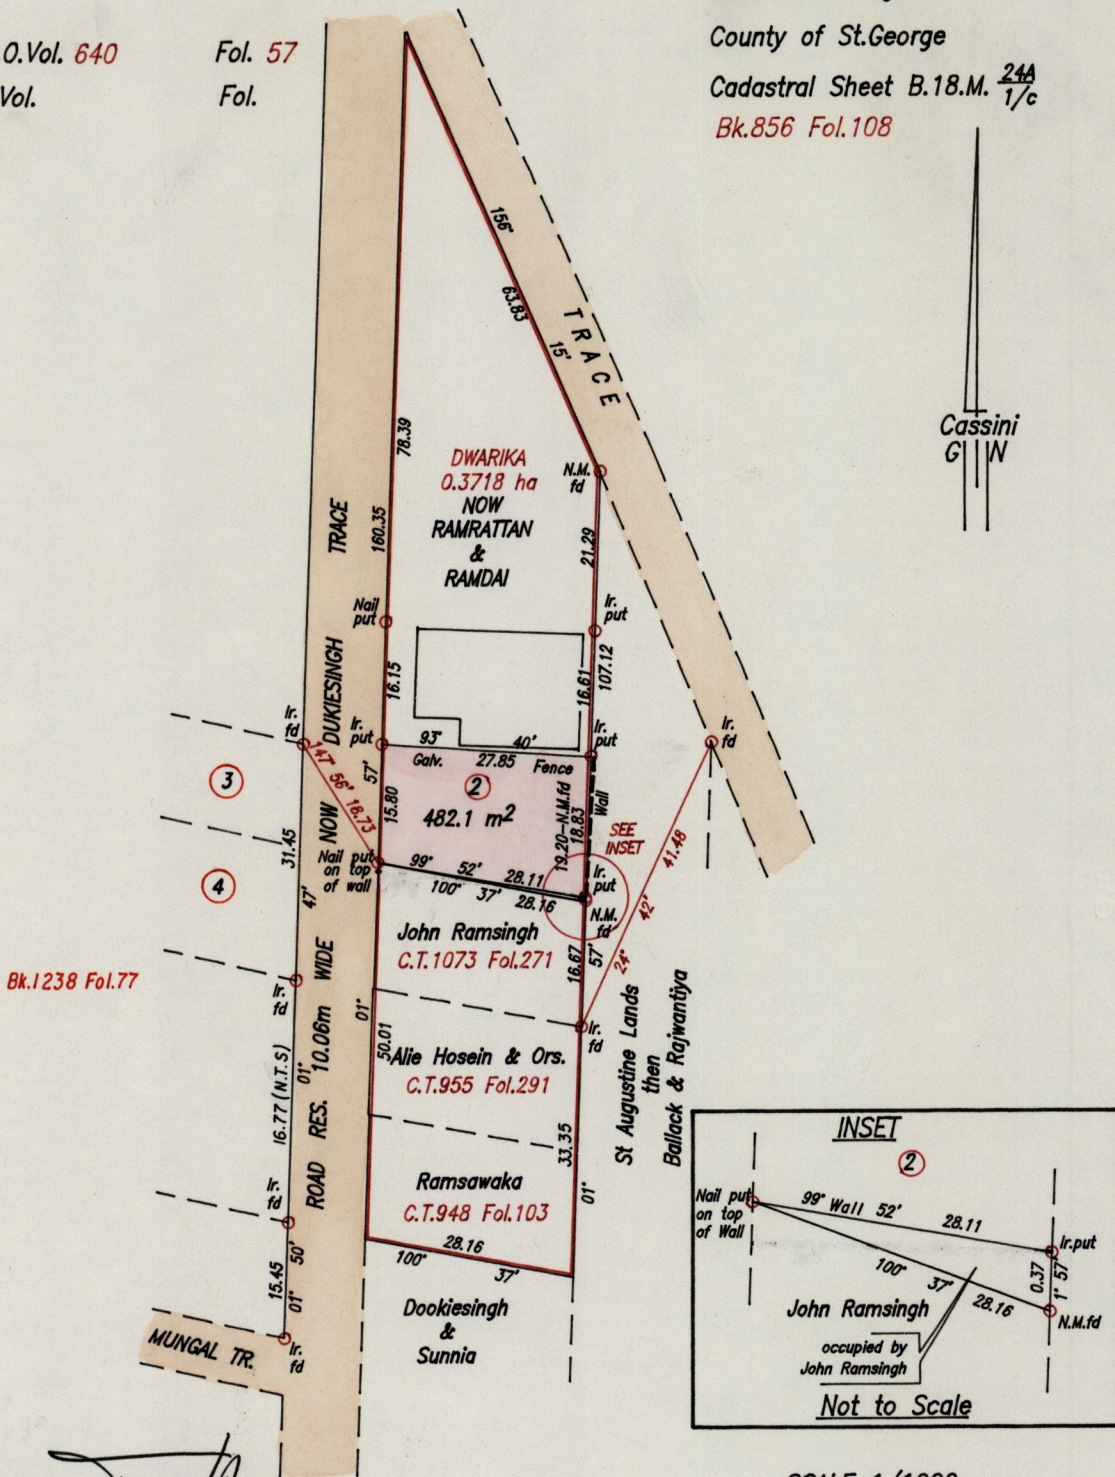 County of St.George
O.Vol. 640 Fol. 57
Vol. Fol.
Cadastral Sheet B.18.M. 24A
1/c
Bk.856 Fol.108
Cassini
G N
156°
63.83
15'
TRACE
78.39
160.35
DWARIKA
0.3718 ha
NOW
RAMRATTAN
&
RAMDAI
N.M.
fd
21.29
Ir.
put
107.12
16.61
Nail
put
16.15
Ir.
put
Ir.
put
Ir.
fd
Ir.
fd
ROAD RES. 10.06m WIDE NOW DUKIESINGH TRACE
93° 40'
Galv. 27.85 Fence
147° 56' 18.73
57'
15.80
2
482.1 m2
19.20-N.M.fd
18.83
Wall
SEE
INSET
41.48
42'
24°
3
4
31.45
47'
Nail put
on top
of wall
99° 52' 28.11
100° 37' 28.16
Ir.
put
N.M.
fd
John Ramsingh
C.T.1073 Fol.271
16.67
57'
Bk.1238 Fol.77
Ir.
fd
01°
50.01
Ir.
fd
Alie Hosein & Ors.
C.T.955 Fol.291
St Augustine Lands
then
Ballack & Rajwantiya
16.77 (N.T.S)
01°
33.35
01°
Ramsawaka
C.T.948 Fol.103
28.16
100° 37'
Ir.
fd
50'
15.45
01°
Dookiesingh
&
Sunnia
MUNGAL TR.
Ir.
fd
INSET
2
Nail put
on top
of Wall
99° Wall 52' 28.11
Ir.put
0.37
1° 57'
100° 37' 28.16
N.M.fd
John Ramsingh
occupied by
John Ramsingh
Not to Scale